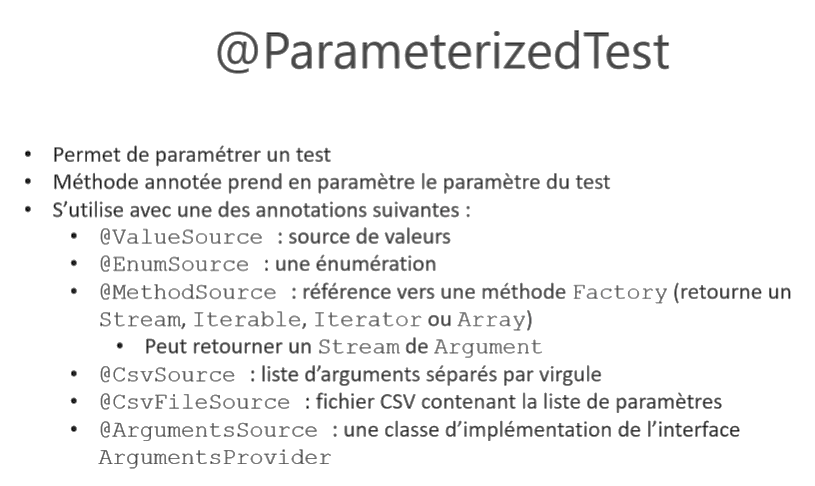 @ParameterizedTest
• Permet de paramétrer un test
• Méthode annotée prend en paramètre le paramètre du test
• S'utilise avec une des annotations suivantes :
• @ValueSource : source de valeurs
• @EnumSource : une énumération
• @MethodSource : référence vers une méthode Factory (retourne un
Stream, Iterable, Iterator ou Array)
• Peut retourner un Stream de Argument
• @CsvSource : liste d'arguments séparés par virgule
• @CsvFileSource : fichier CSV contenant la liste de paramètres
• @ArgumentsSource : une classe d'implémentation de l'interface
ArgumentsProvider